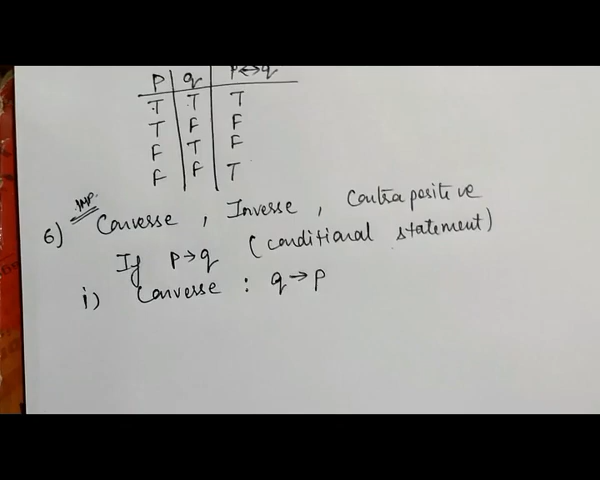 P q P↔q
T T T
T F F
F T F
F F T
Imp.
6) Converse , Inverse , Contrapositive
If P→q (conditional statement)
i) Converse : q→P